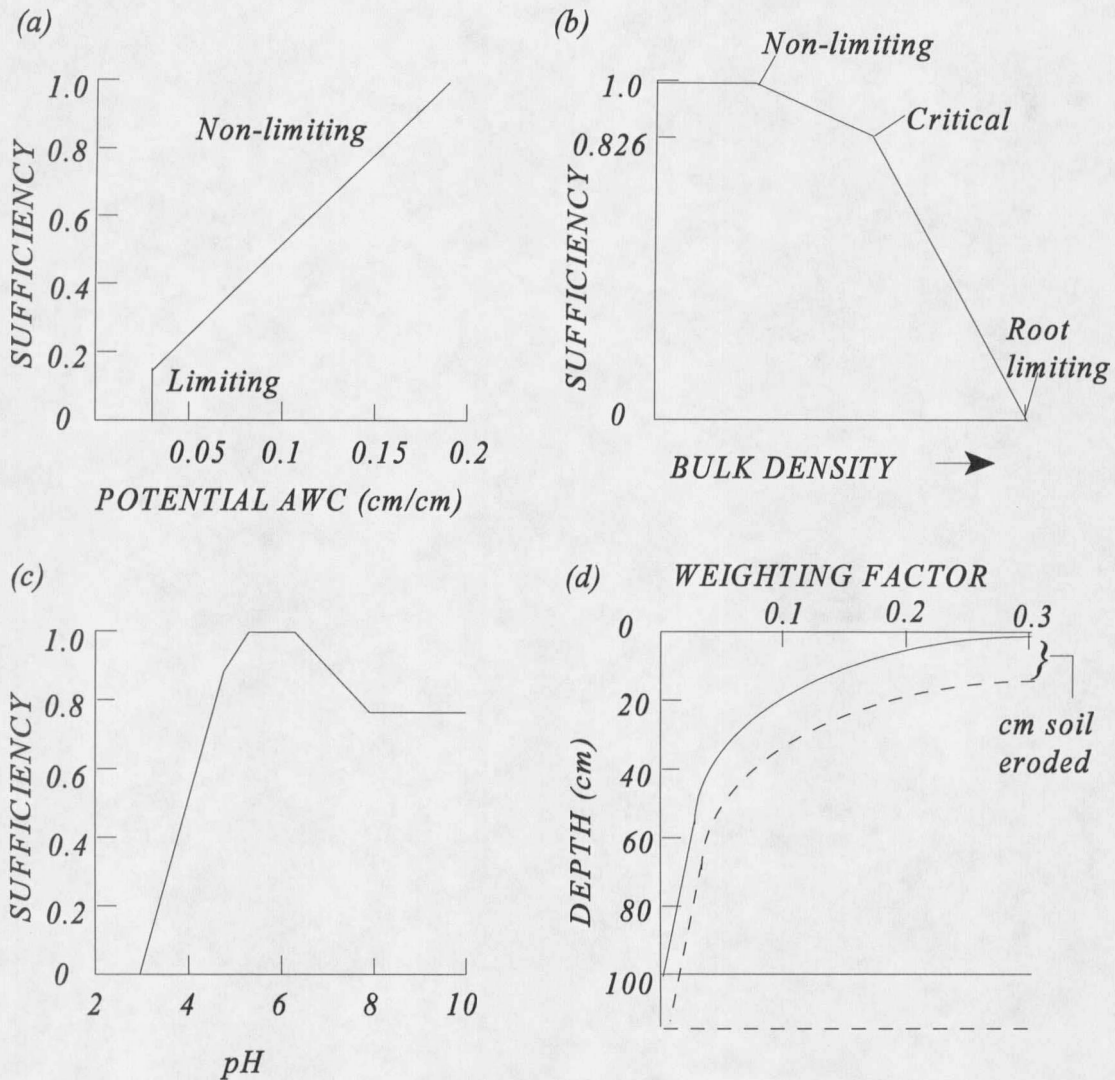 (a)
SUFFICIENCY
1.0
0.8
0.6
0.4
0.2
0
Non-limiting
Limiting
0.05 0.1 0.15 0.2
POTENTIAL AWC (cm/cm)
(b)
SUFFICIENCY
1.0
0.826
0
Non-limiting
Critical
Root
limiting
BULK DENSITY
(c)
SUFFICIENCY
1.0
0.8
0.6
0.4
0.2
0
2 4 6 8 10
pH
(d) WEIGHTING FACTOR
0.1 0.2 0.3
DEPTH (cm)
0
20
40
60
80
100
}
cm soil
eroded